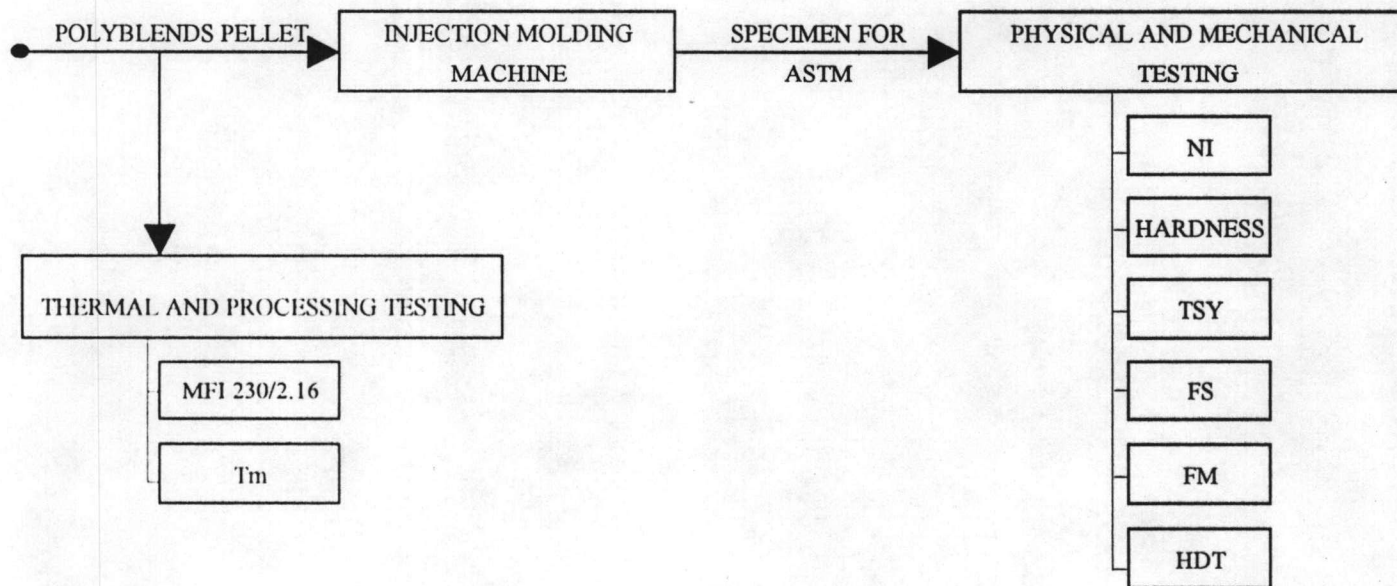 POLYBLENDS PELLET
INJECTION MOLDING
MACHINE
SPECIMEN FOR
ASTM
PHYSICAL AND MECHANICAL
TESTING
NI
HARDNESS
TSY
FS
FM
HDT
THERMAL AND PROCESSING TESTING
MFI 230/2.16
Tm